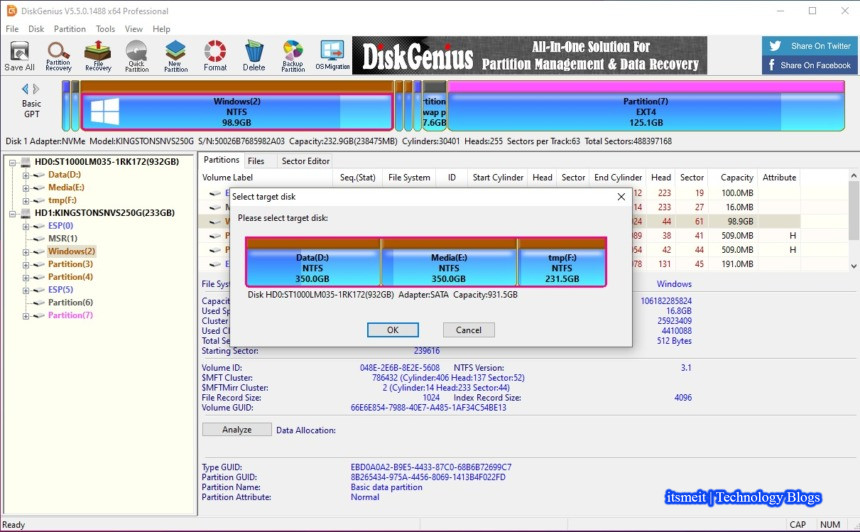 DiskGenius V5.5.0.1488 x64 Professional
File Disk Partition Tools View Help
Save All Partition Recovery File Recovery Quick Partition New Partition Format Delete Backup Partition OS Migration
DiskGenius All-In-One Solution For
Partition Management & Data Recovery
Share On Twitter
Share On Facebook
Basic
GPT
Windows(2)
NTFS
98.9GB
rtition
wap p
7.6GB
Partition(7)
EXT4
125.1GB
Disk 1 Adapter:NVMe Model:KINGSTONSNVS250G S/N:50026B7685982A03 Capacity:232.9GB(238475MB) Cylinders:30401 Heads:255 Sectors per Track:63 Total Sectors:488397168
HD0:ST1000LM035-1RK172(932GB)
Data(D:)
Media(E:)
tmp(F:)
HD1:KINGSTONSNVS250G(233GB)
ESP(0)
MSR(1)
Windows(2)
Partition(3)
Partition(4)
ESP(5)
Partition(6)
Partition(7)
Partitions Files Sector Editor
Volume Label Seq.(Stat) File System ID Start Cylinder Head Sector End Cylinder Head Sector Capacity Attribute
12 223 19 100.0MB
14 233 27 16.0MB
924 44 61 98.9GB
989 38 41 509.0MB H
054 42 44 509.0MB H
078 131 45 191.0MB
Select target disk
Please select target disk:
Data(D:)
NTFS
350.0GB
Media(E:)
NTFS
350.0GB
tmp(F:)
NTFS
231.5GB
Disk HD0:ST1000LM035-1RK172(932GB) Adapter:SATA Capacity:931.5GB
OK Cancel
File Sys Windows
Capacit 106182285824
Used Sp 16.8GB
Cluster 25923409
Used Cl 4410088
Total Se 512 Bytes
Starting Sector: 239616
Volume ID: 048E-2E6B-8E2E-5608 NTFS Version: 3.1
$MFT Cluster: 786432 (Cylinder:406 Head:137 Sector:52)
$MFTMirr Cluster: 2 (Cylinder:14 Head:233 Sector:44)
File Record Size: 1024 Index Record Size: 4096
Volume GUID: 66E6E854-7988-40E7-A485-1AF34C54BE13
Analyze Data Allocation:
Type GUID: EBD0A0A2-B9E5-4433-87C0-68B6B72699C7
Partition GUID: 8B265434-975A-4456-8069-1413B4F022FD
Partition Name: Basic data partition
Partition Attribute: Normal
itsmeit | Technology Blogs
Ready CAP NUM